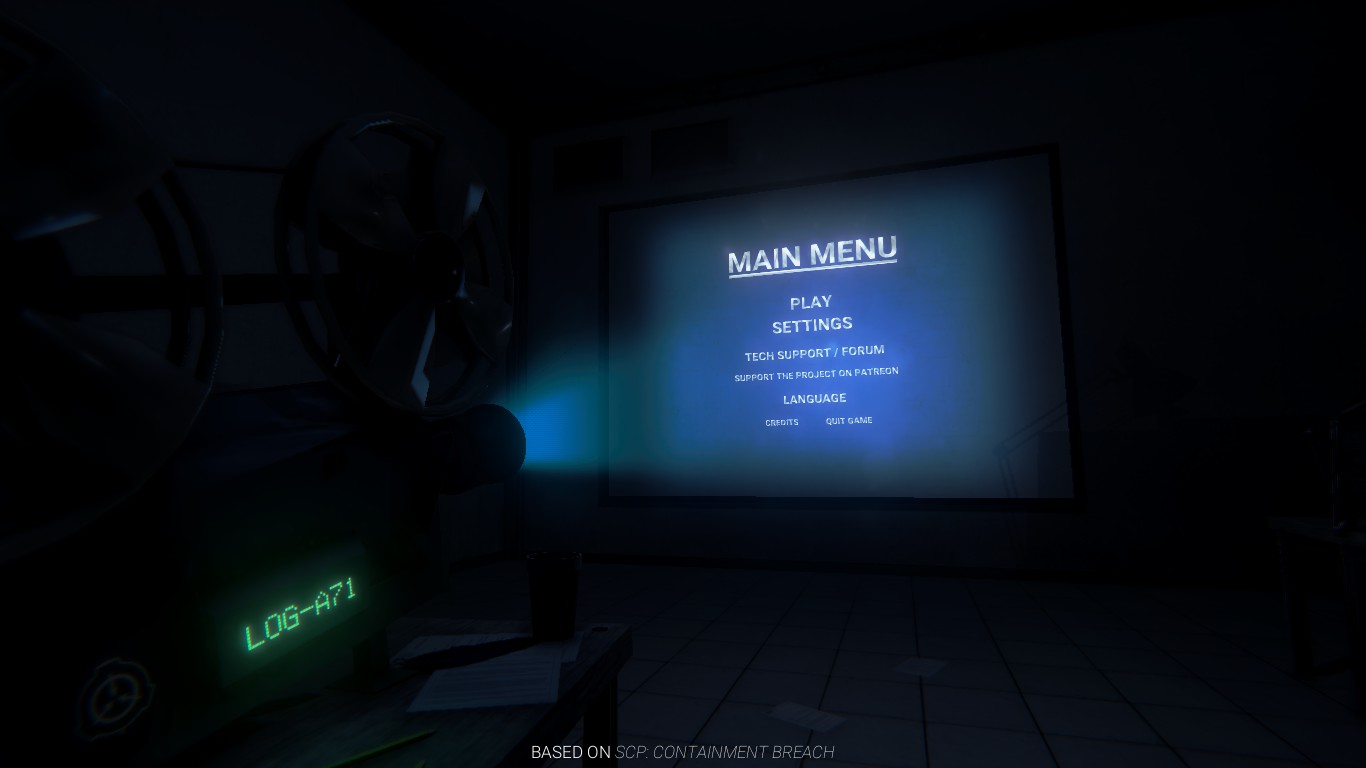 MAIN MENU
PLAY
SETTINGS
TECH SUPPORT / FORUM
SUPPORT THE PROJECT ON PATREON
LANGUAGE
CREDITS QUIT GAME
LOG-A71
BASED ON SCP: CONTAINMENT BREACH